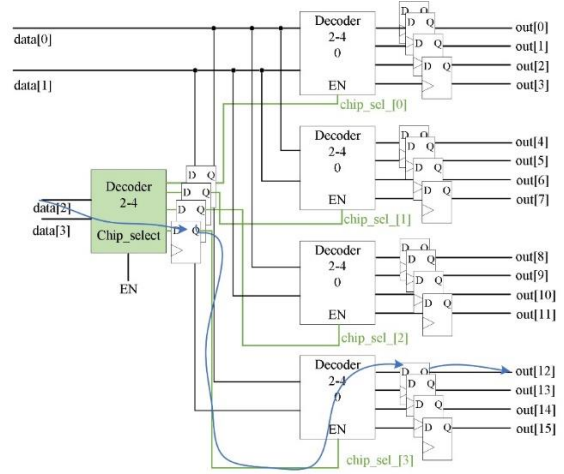 data[0]
data[1]
Decoder
2-4
0
EN
chip_sel_[0]
D Q
D Q
D Q
D Q
out[0]
out[1]
out[2]
out[3]
Decoder
2-4
0
EN
chip_sel_[1]
D Q
D Q
D Q
D Q
out[4]
out[5]
out[6]
out[7]
data[2]
data[3]
Decoder
2-4
Chip_select
EN
D Q
D Q
D Q
D Q
Decoder
2-4
0
EN
chip_sel_[2]
D Q
D Q
D Q
D Q
out[8]
out[9]
out[10]
out[11]
Decoder
2-4
0
EN
chip_sel_[3]
D Q
D Q
D Q
D Q
out[12]
out[13]
out[14]
out[15]